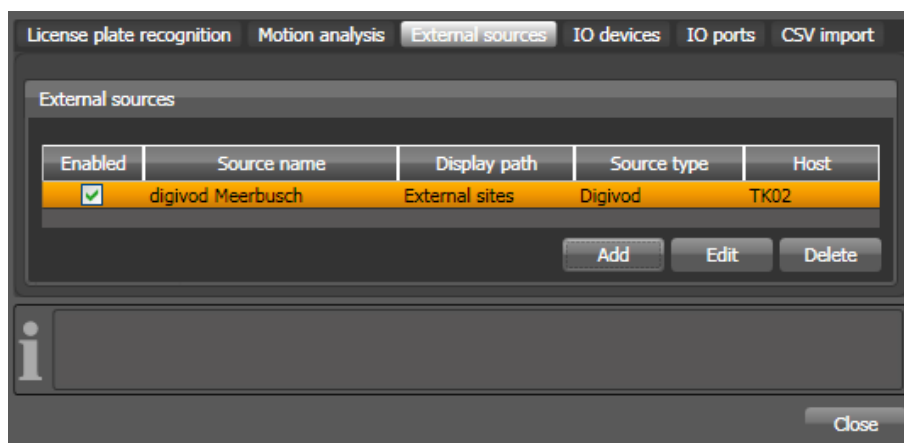 License plate recognition Motion analysis External sources IO devices IO ports CSV import
External sources
Enabled Source name Display path Source type Host
digivod Meerbusch External sites Digivod TK02
Add Edit Delete
Close